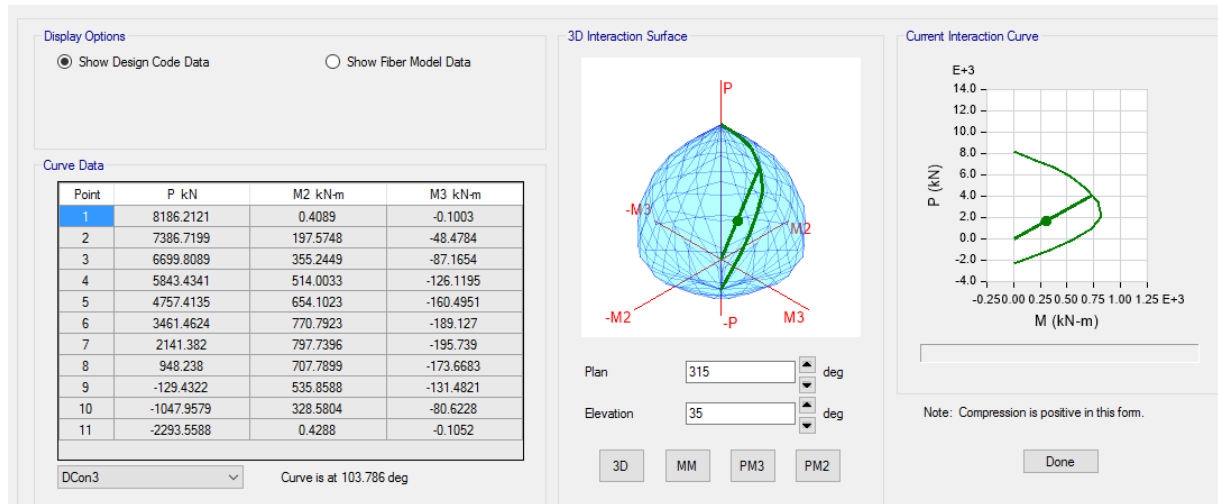 Display Options
Show Design Code Data
Show Fiber Model Data
Curve Data
Point P kN M2 kN-m M3 kN-m
1 8186.2121 0.4089 -0.1003
2 7386.7199 197.5748 -48.4784
3 6699.8089 355.2449 -87.1654
4 5843.4341 514.0033 -126.1195
5 4757.4135 654.1023 -160.4951
6 3461.4624 770.7923 -189.127
7 2141.382 797.7396 -195.739
8 948.238 707.7899 -173.6683
9 -129.4322 535.8588 -131.4821
10 -1047.9579 328.5804 -80.6228
11 -2293.5588 0.4288 -0.1052
DCon3
Curve is at 103.786 deg
3D Interaction Surface
P
-M3
M2
-M2
-P
M3
Plan 315 deg
Elevation 35 deg
3D MM PM3 PM2
Current Interaction Curve
E+3
14.0
12.0
10.0
8.0
6.0
4.0
2.0
0.0
-2.0
-4.0
P (kN)
-0.250.00 0.25 0.50 0.75 1.00 1.25 E+3
M (kN-m)
Note: Compression is positive in this form.
Done